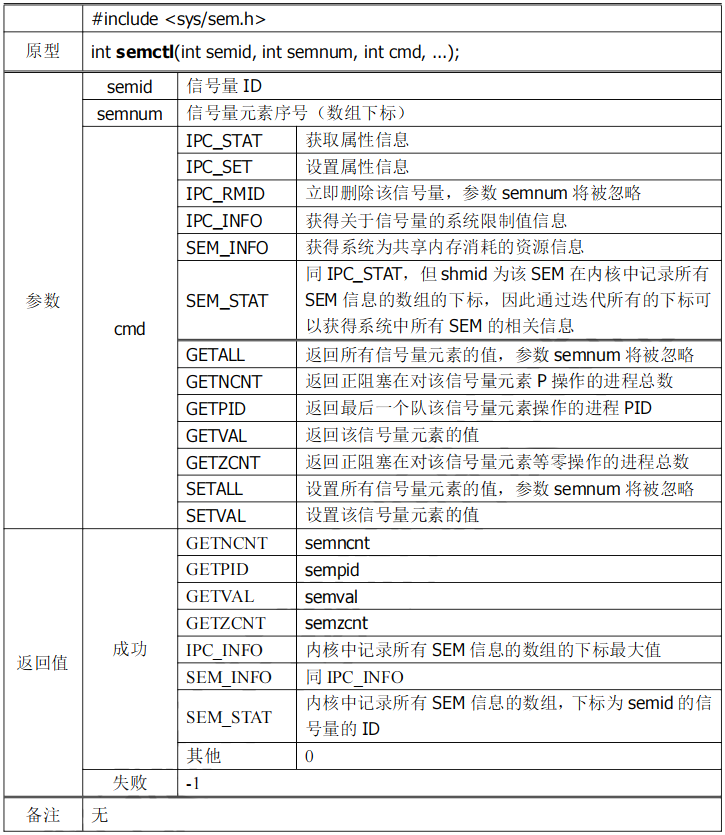 #include <sys/sem.h>
原型 int semctl(int semid, int semnum, int cmd, ...);
参数
semid 信号量 ID
semnum 信号量元素序号（数组下标）
cmd
IPC_STAT 获取属性信息
IPC_SET 设置属性信息
IPC_RMID 立即删除该信号量，参数 semnum 将被忽略
IPC_INFO 获得关于信号量的系统限制值信息
SEM_INFO 获得系统为共享内存消耗的资源信息
SEM_STAT
同 IPC_STAT，但 shmid 为该 SEM 在内核中记录所有
SEM 信息的数组的下标，因此通过迭代所有的下标可
以获得系统中所有 SEM 的相关信息
GETALL 返回所有信号量元素的值，参数 semnum 将被忽略
GETNCNT 返回正阻塞在对该信号量元素 P 操作的进程总数
GETPID 返回最后一个队该信号量元素操作的进程 PID
GETVAL 返回该信号量元素的值
GETZCNT 返回正阻塞在对该信号量元素等零操作的进程总数
SETALL 设置所有信号量元素的值，参数 semnum 将被忽略
SETVAL 设置该信号量元素的值
返回值
成功
GETNCNT semncnt
GETPID sempid
GETVAL semval
GETZCNT semzcnt
IPC_INFO 内核中记录所有 SEM 信息的数组的下标最大值
SEM_INFO 同 IPC_INFO
SEM_STAT
内核中记录所有 SEM 信息的数组，下标为 semid 的信
号量的 ID
其他 0
失败 -1
备注 无